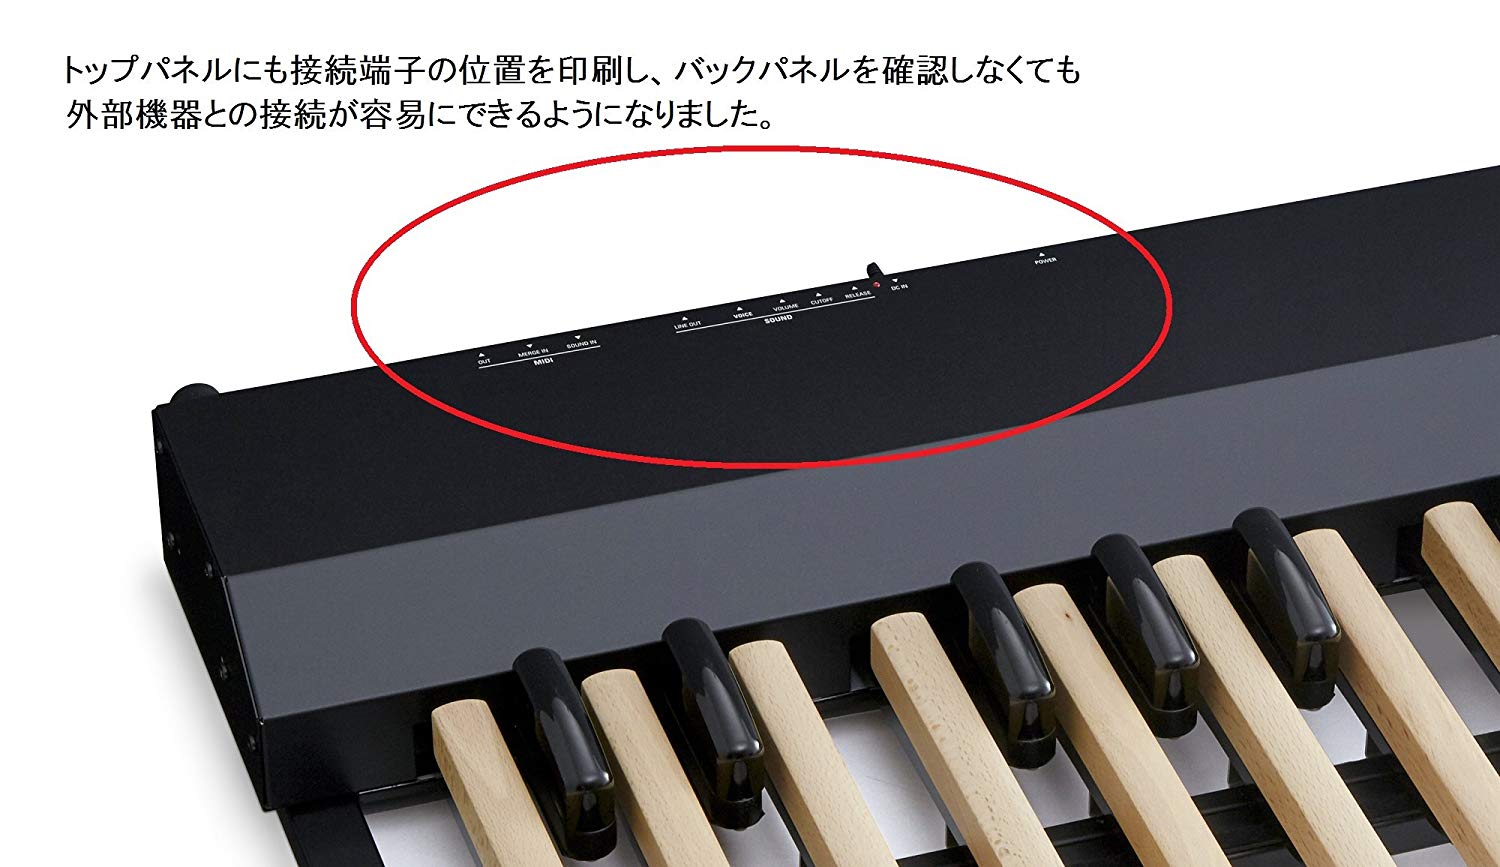 トップパネルにも接続端子の位置を印刷し、バックパネルを確認しなくても
外部機器との接続が容易にできるようになりました。
POWER
DC IN
LINE OUT VOICE VOLUME CUTOFF RELEASE
SOUND
OUT MERGE IN SOUND IN
MIDI